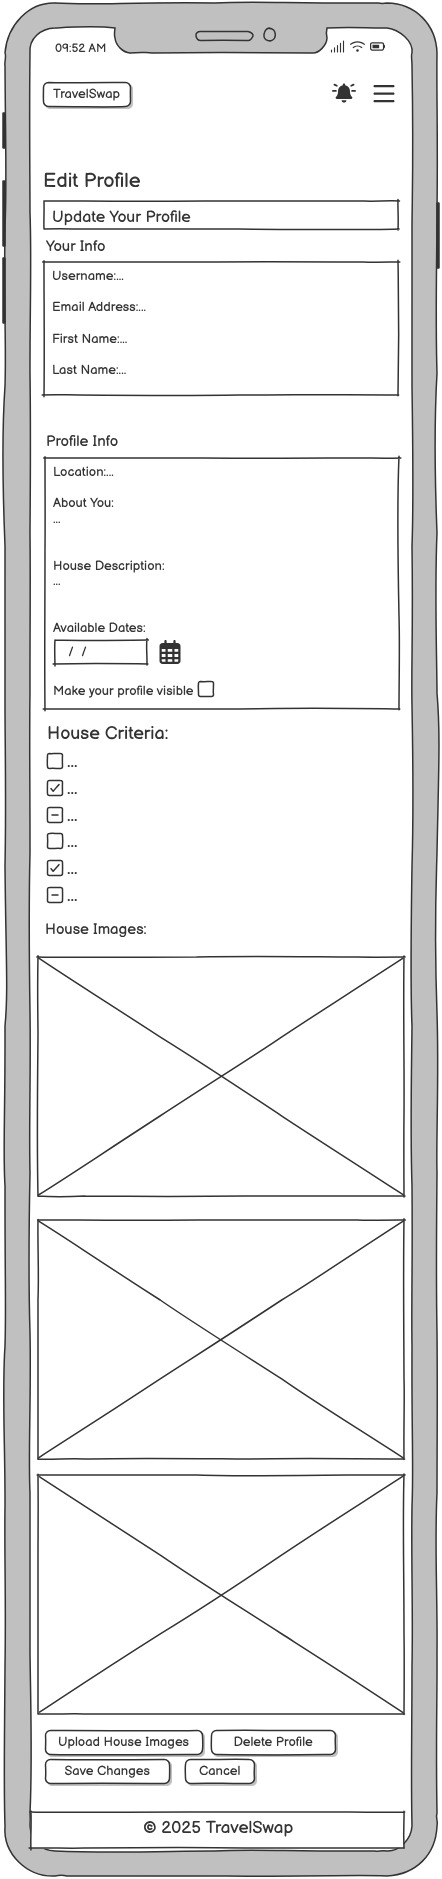 09:52 AM
TravelSwap
Edit Profile
Update Your Profile
Your Info
Username:...
Email Address:...
First Name:...
Last Name:...
Profile Info
Location:...
About You:
...
House Description:
...
Available Dates:
/ /
Make your profile visible
House Criteria:
...
...
...
...
...
...
House Images:
Upload House Images Delete Profile
Save Changes Cancel
© 2025 TravelSwap